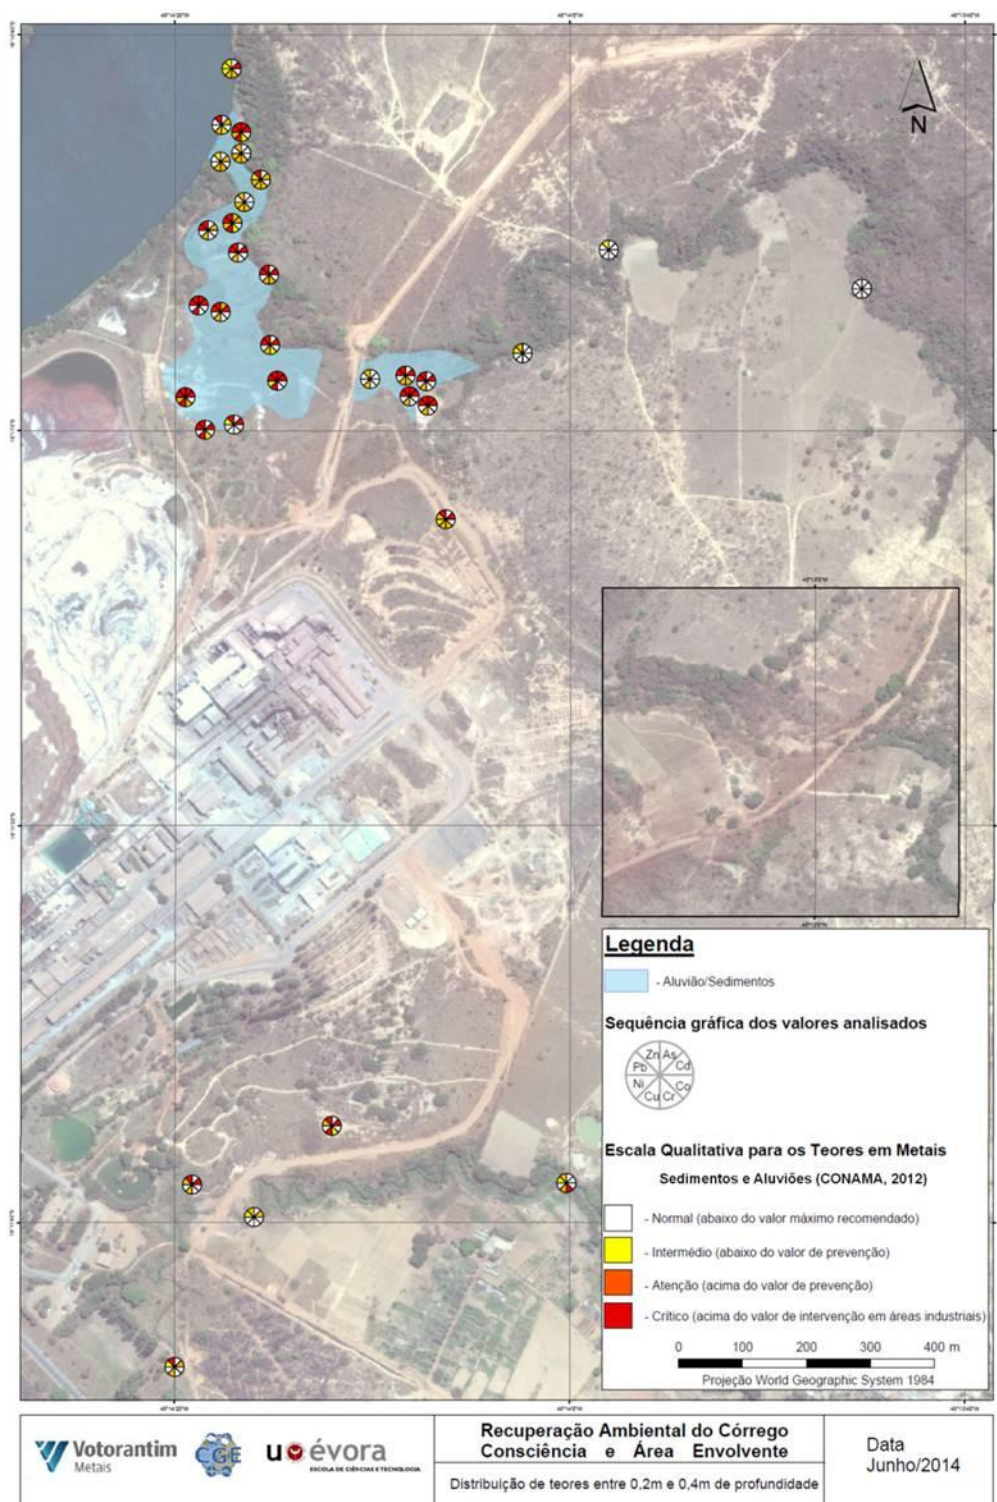 N
Legenda
- Aluvião/Sedimentos
Sequência gráfica dos valores analisados
Zn As
Pb Cd
Ni Co
Cu Cr
Escala Qualitativa para os Teores em Metais
Sedimentos e Aluviões (CONAMA, 2012)
- Normal (abaixo do valor máximo recomendado)
- Intermédio (abaixo do valor de prevenção)
- Atenção (acima do valor de prevenção)
- Crítico (acima do valor de intervenção em áreas industriais)
0 100 200 300 400 m
Projeção World Geographic System 1984
Votorantim
Metais
CGE
u évora
ESCOLA DE CIÊNCIAS E TECNOLOGIA
Recuperação Ambiental do Córrego
Consciência e Área Envolvente
Distribuição de teores entre 0,2m e 0,4m de profundidade
Data
Junho/2014